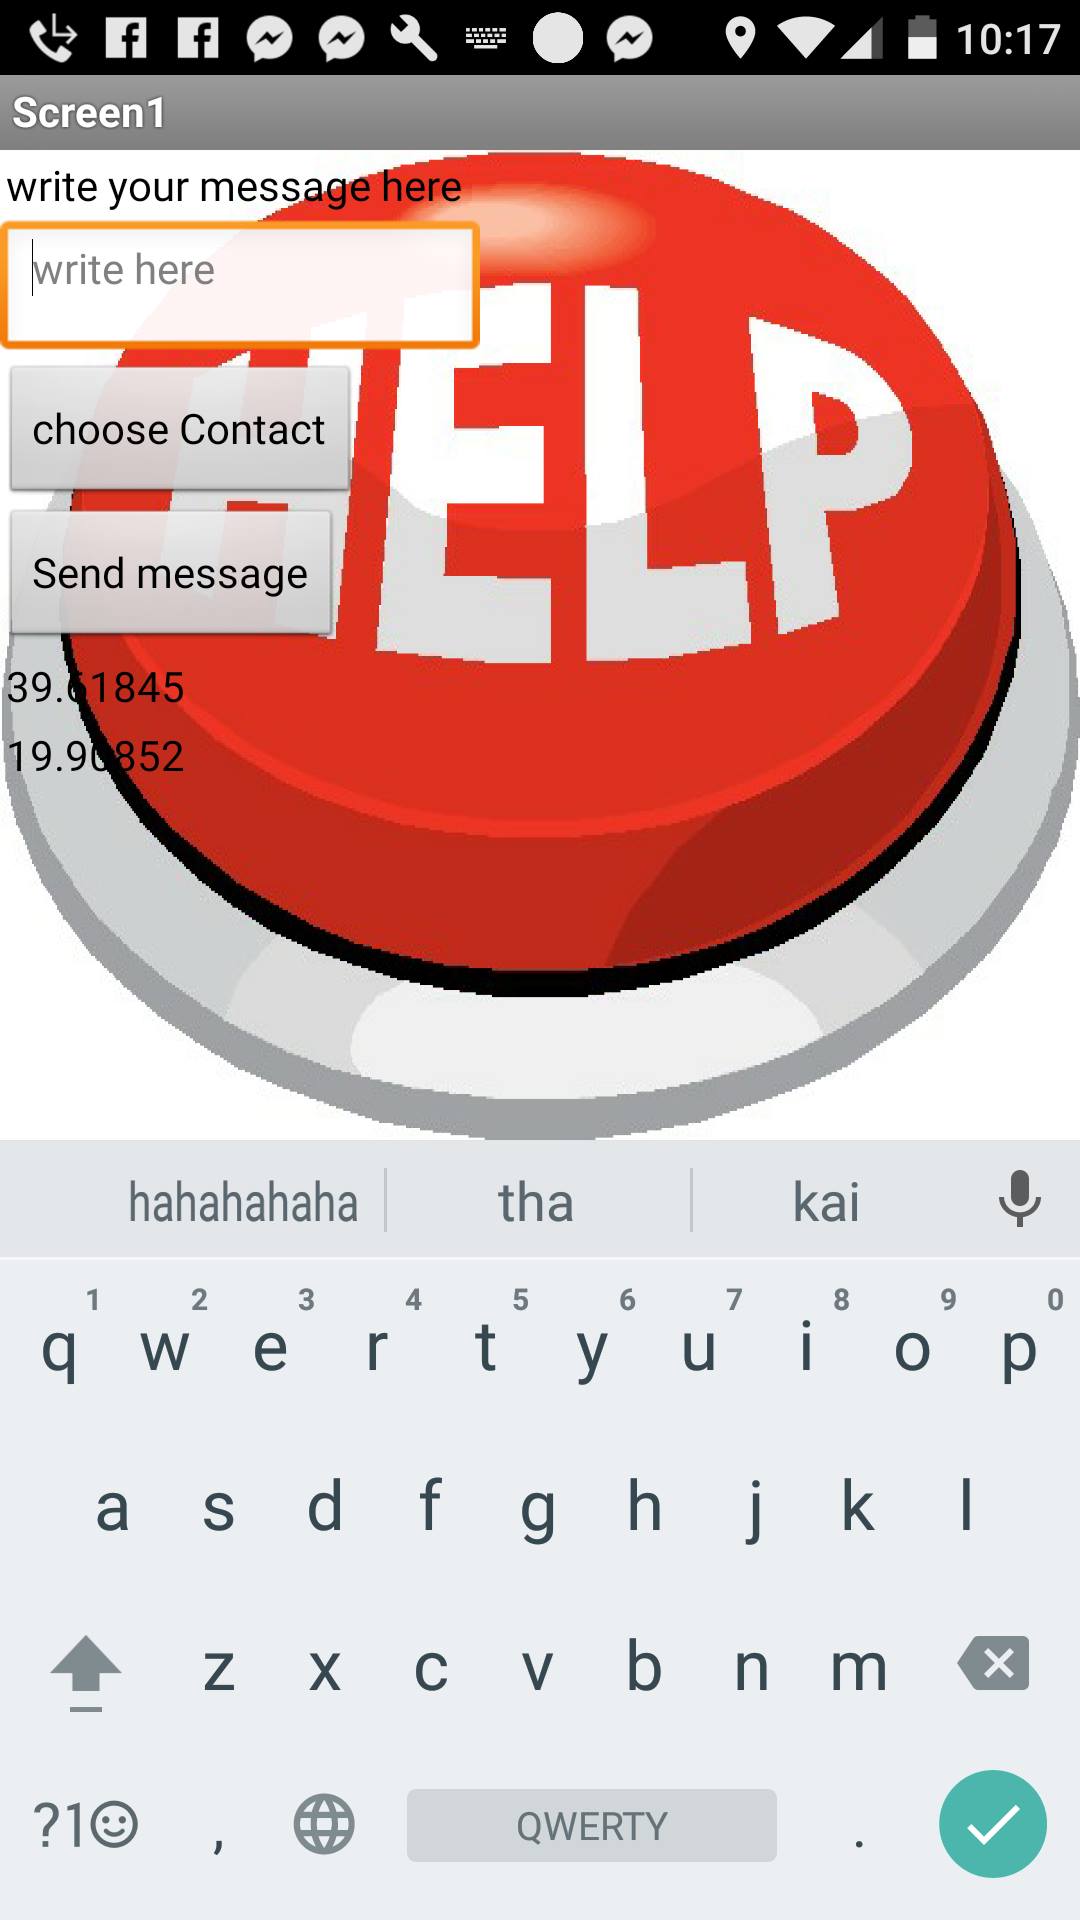 10:17
Screen1
write your message here
write here
HELP
choose Contact
Send message
39.61845
19.90852
hahahahaha tha kai
1 2 3 4 5 6 7 8 9 0
q w e r t y u i o p
a s d f g h j k l
z x c v b n m
?1☺ , QWERTY .